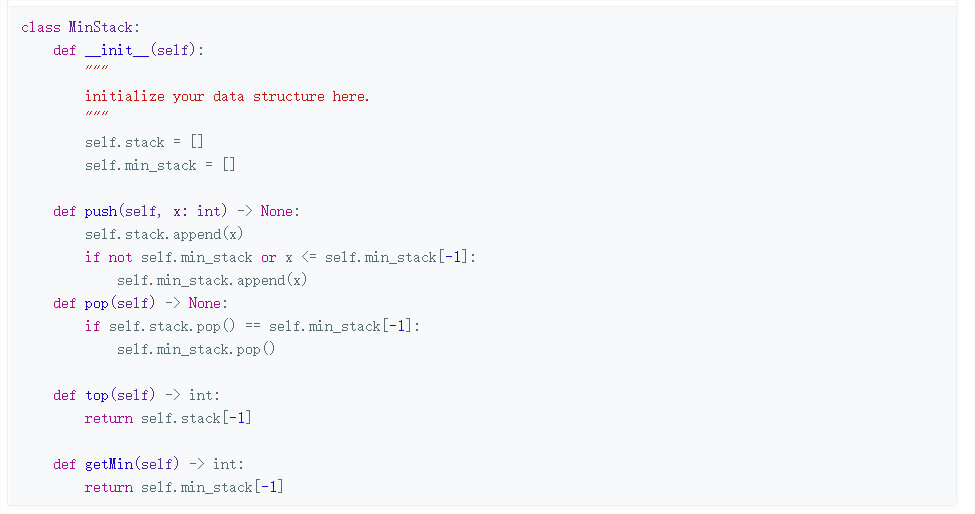 class MinStack:
    def __init__(self):
        """
        initialize your data structure here.
        """
        self.stack = []
        self.min_stack = []

    def push(self, x: int) -> None:
        self.stack.append(x)
        if not self.min_stack or x <= self.min_stack[-1]:
            self.min_stack.append(x)
    def pop(self) -> None:
        if self.stack.pop() == self.min_stack[-1]:
            self.min_stack.pop()

    def top(self) -> int:
        return self.stack[-1]

    def getMin(self) -> int:
        return self.min_stack[-1]